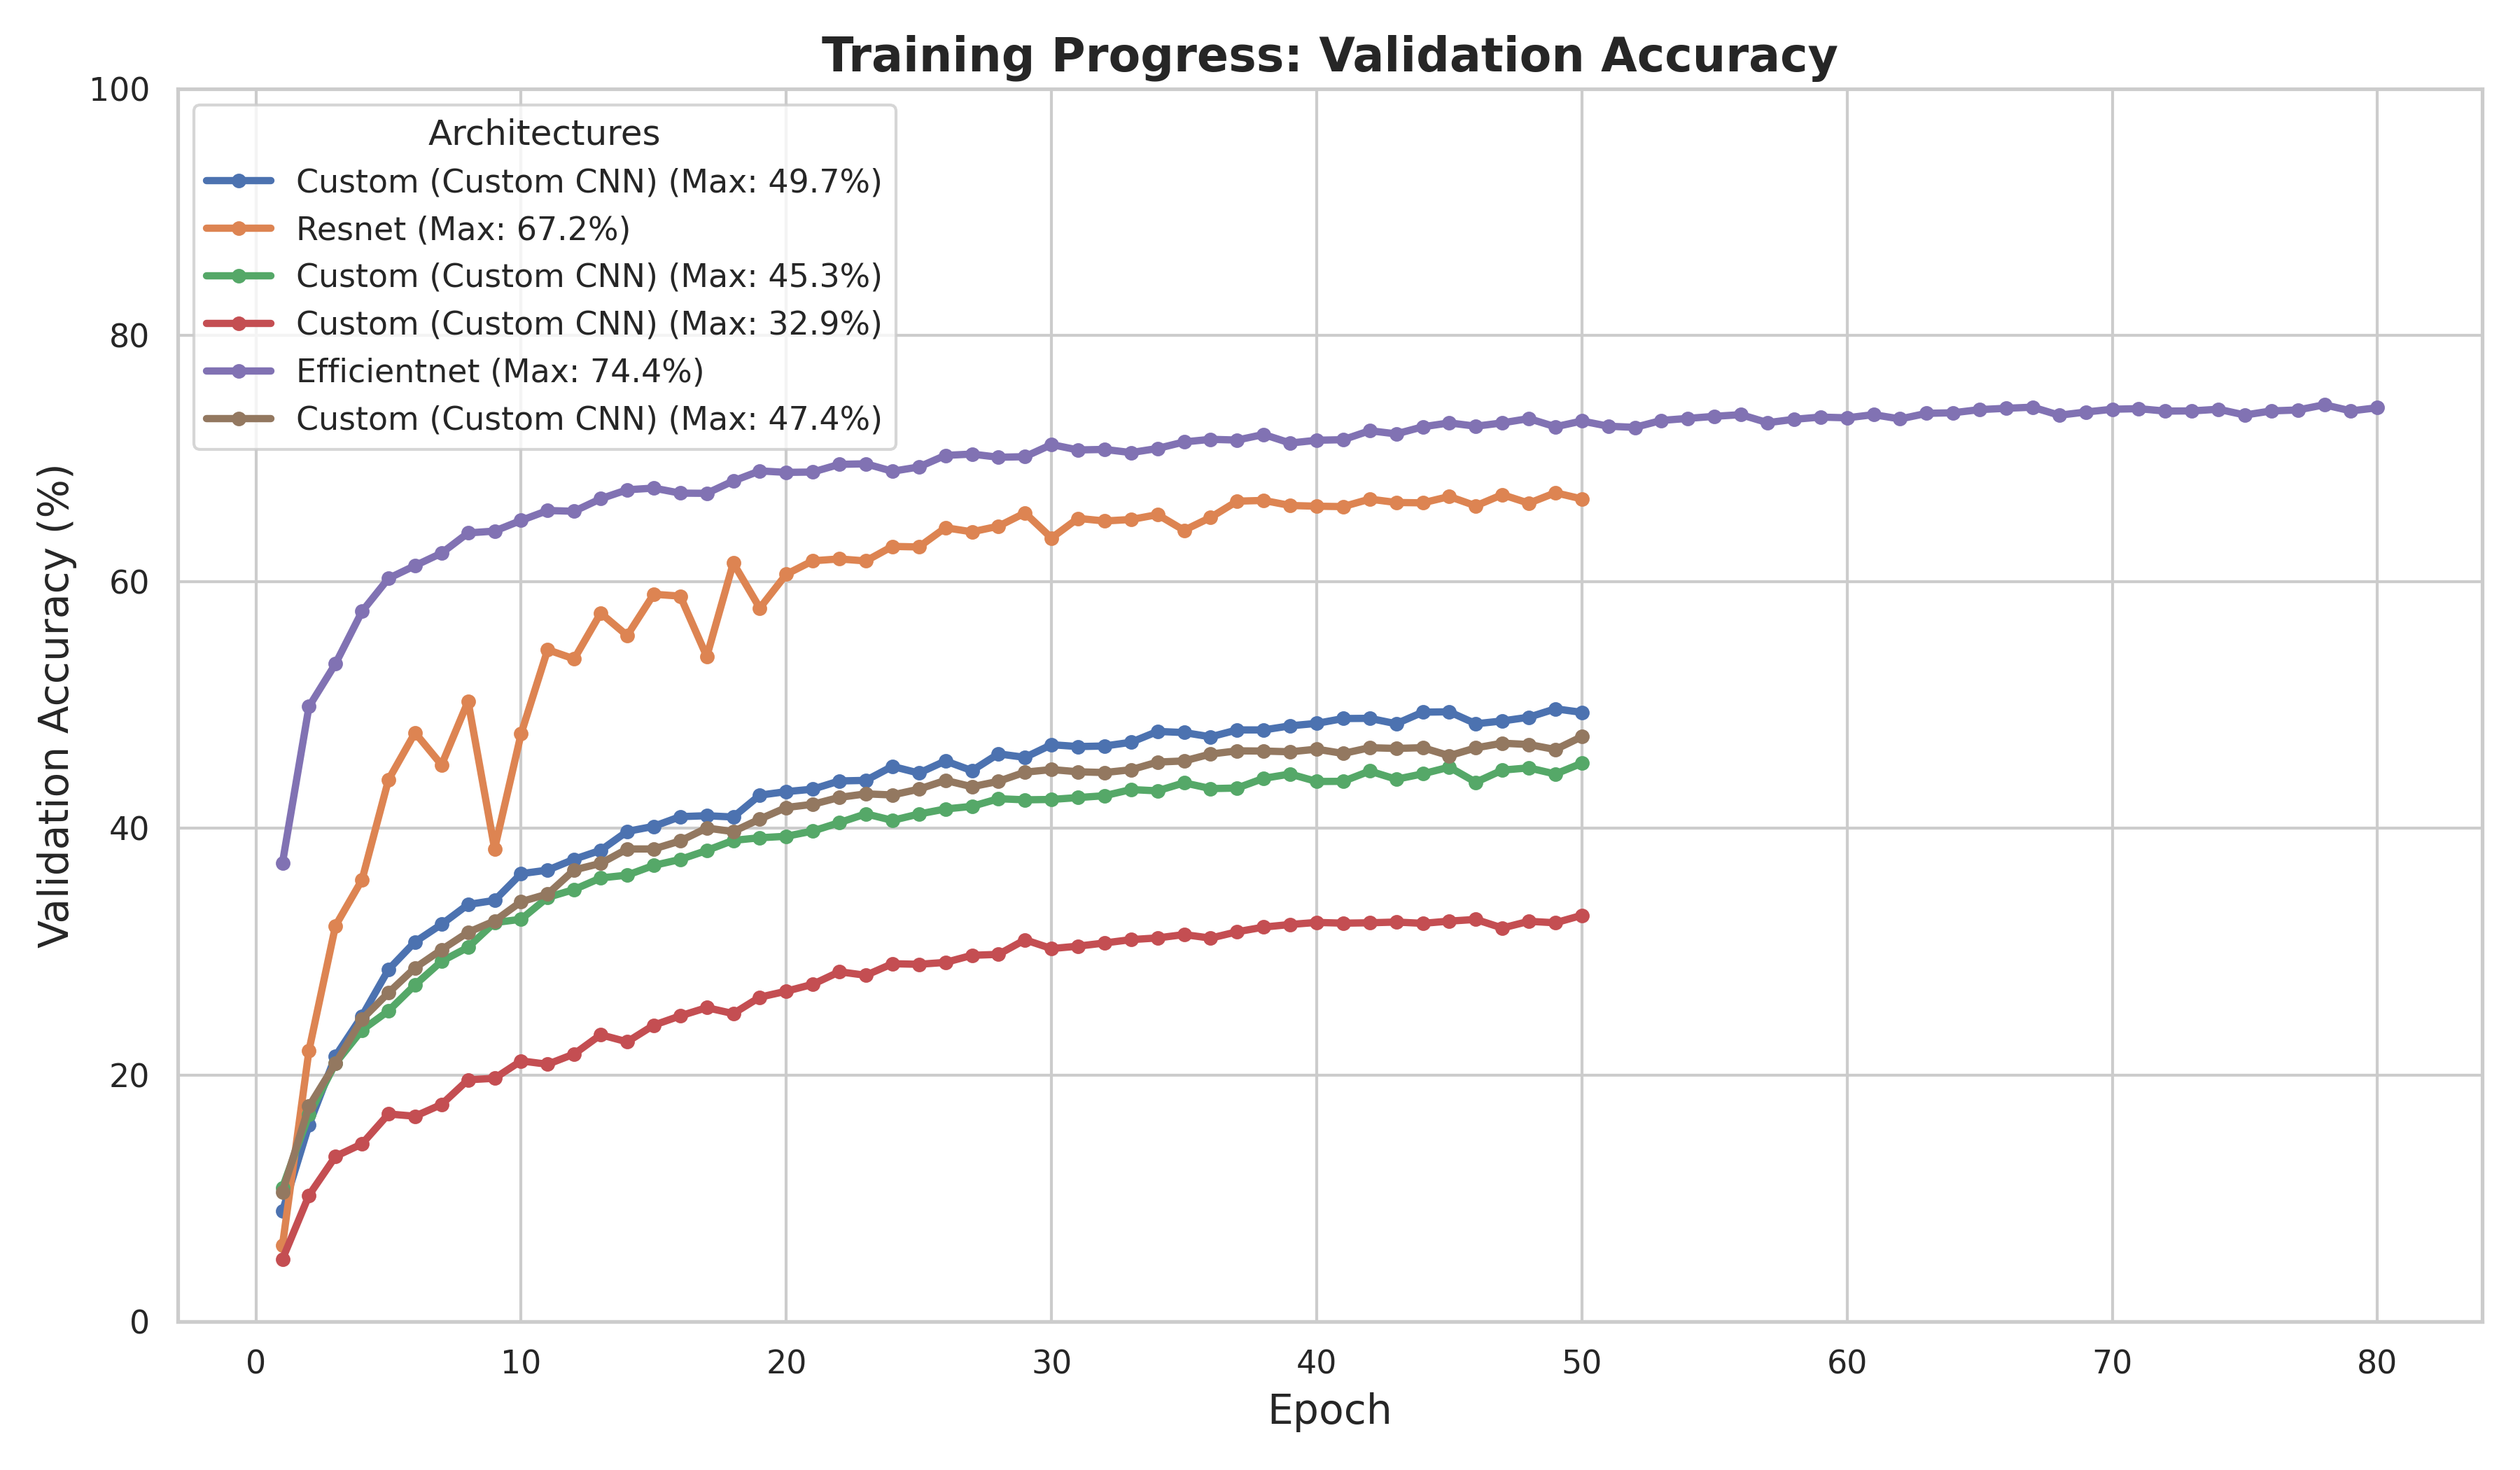 Training Progress: Validation Accuracy
100
80
60
40
20
0
Validation Accuracy (%)
Architectures
Custom (Custom CNN) (Max: 49.7%)
Resnet (Max: 67.2%)
Custom (Custom CNN) (Max: 45.3%)
Custom (Custom CNN) (Max: 32.9%)
Efficientnet (Max: 74.4%)
Custom (Custom CNN) (Max: 47.4%)
0 10 20 30 40 50 60 70 80
Epoch